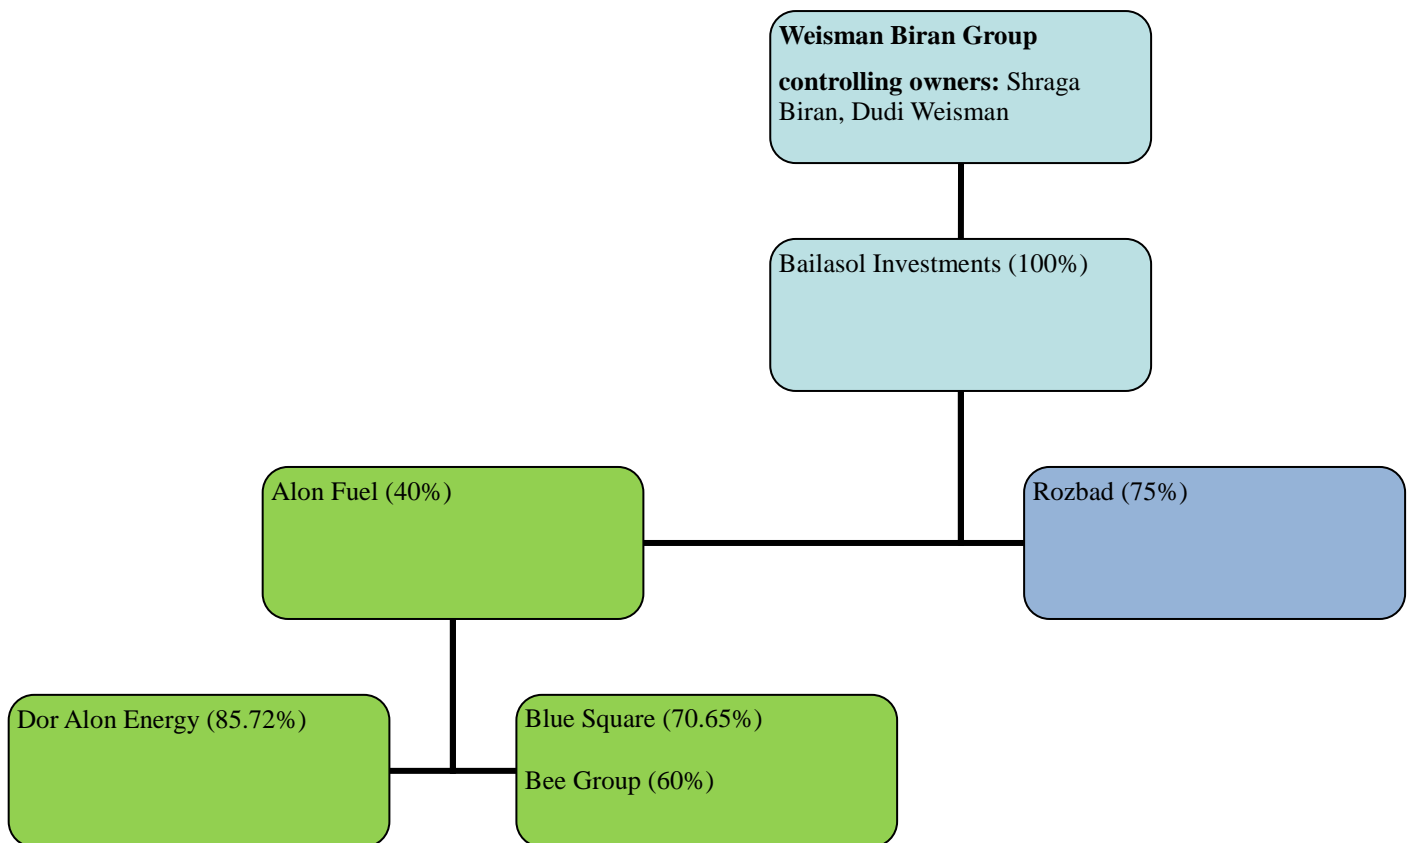 Weisman Biran Group
controlling owners: Shraga
Biran, Dudi Weisman
Bailasol Investments (100%)
Alon Fuel (40%)
Rozbad (75%)
Dor Alon Energy (85.72%)
Blue Square (70.65%)
Bee Group (60%)